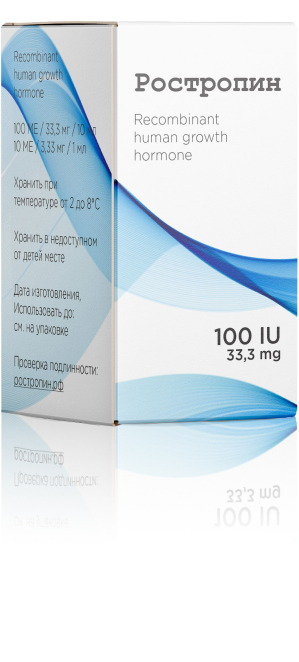 Recombinant
human growth
hormone
100 МЕ / 33,3 мг / 10 мл
10 МЕ / 3,33 мг / 1 мл
Хранить при
температуре от 2 до 8°С
Хранить в недоступном
от детей месте
Дата изготовления,
Использовать до:
см. на упаковке
Проверка подлинности:
ростропин.рф
Ростропин
Recombinant
human growth
hormone
100 IU
33,3 mg